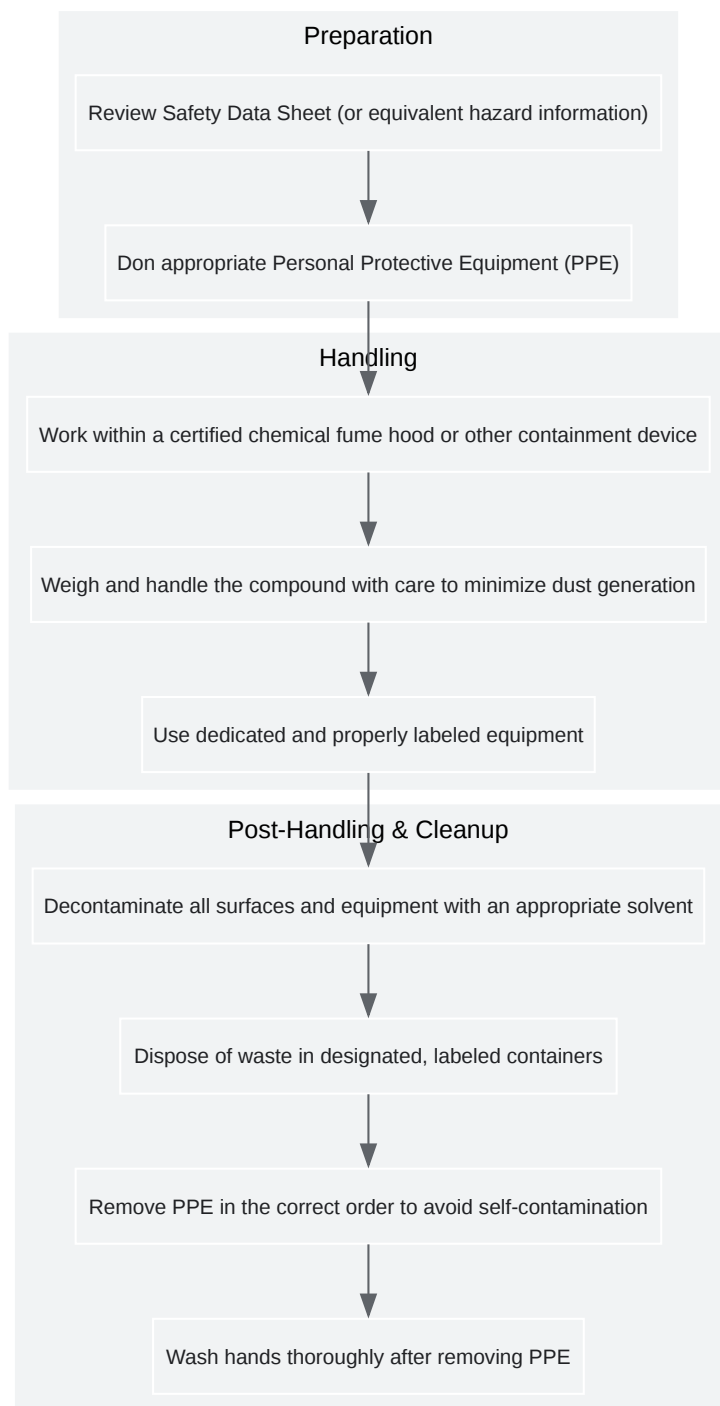 Preparation
Review Safety Data Sheet (or equivalent hazard information)
Don appropriate Personal Protective Equipment (PPE)
Handling
Work within a certified chemical fume hood or other containment device
Weigh and handle the compound with care to minimize dust generation
Use dedicated and properly labeled equipment
Post-Handling & Cleanup
Decontaminate all surfaces and equipment with an appropriate solvent
Dispose of waste in designated, labeled containers
Remove PPE in the correct order to avoid self-contamination
Wash hands thoroughly after removing PPE